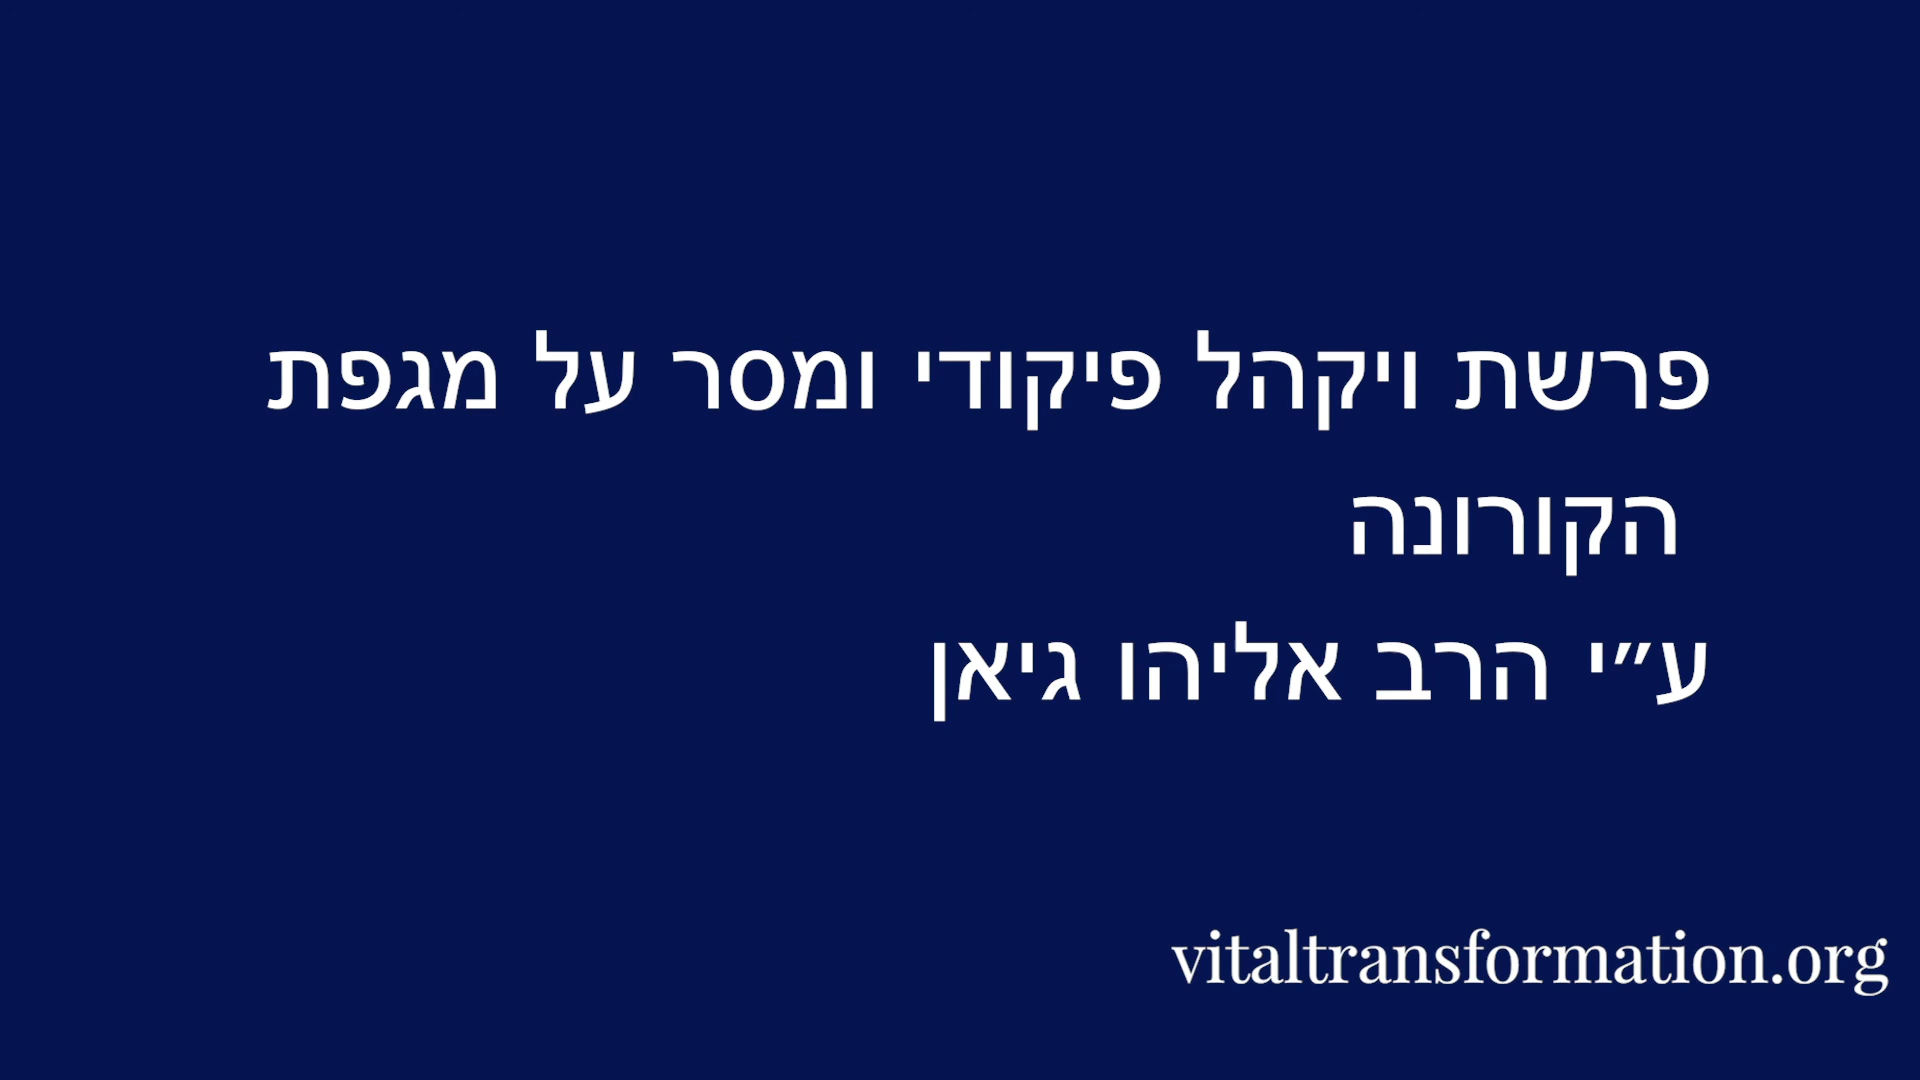 פרשת ויקהל פיקודי ומסר על מגפת
הקורונה
ע״י הרב אליהו גיאן
vitaltransformation.org